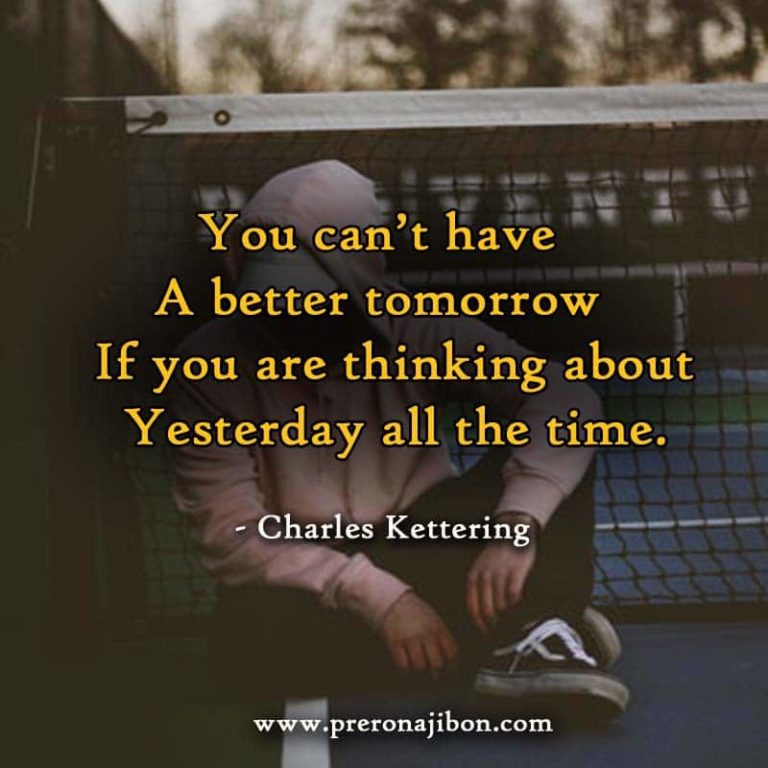 You can’t have
A better tomorrow
If you are thinking about
Yesterday all the time.
- Charles Kettering
www.preronajibon.com